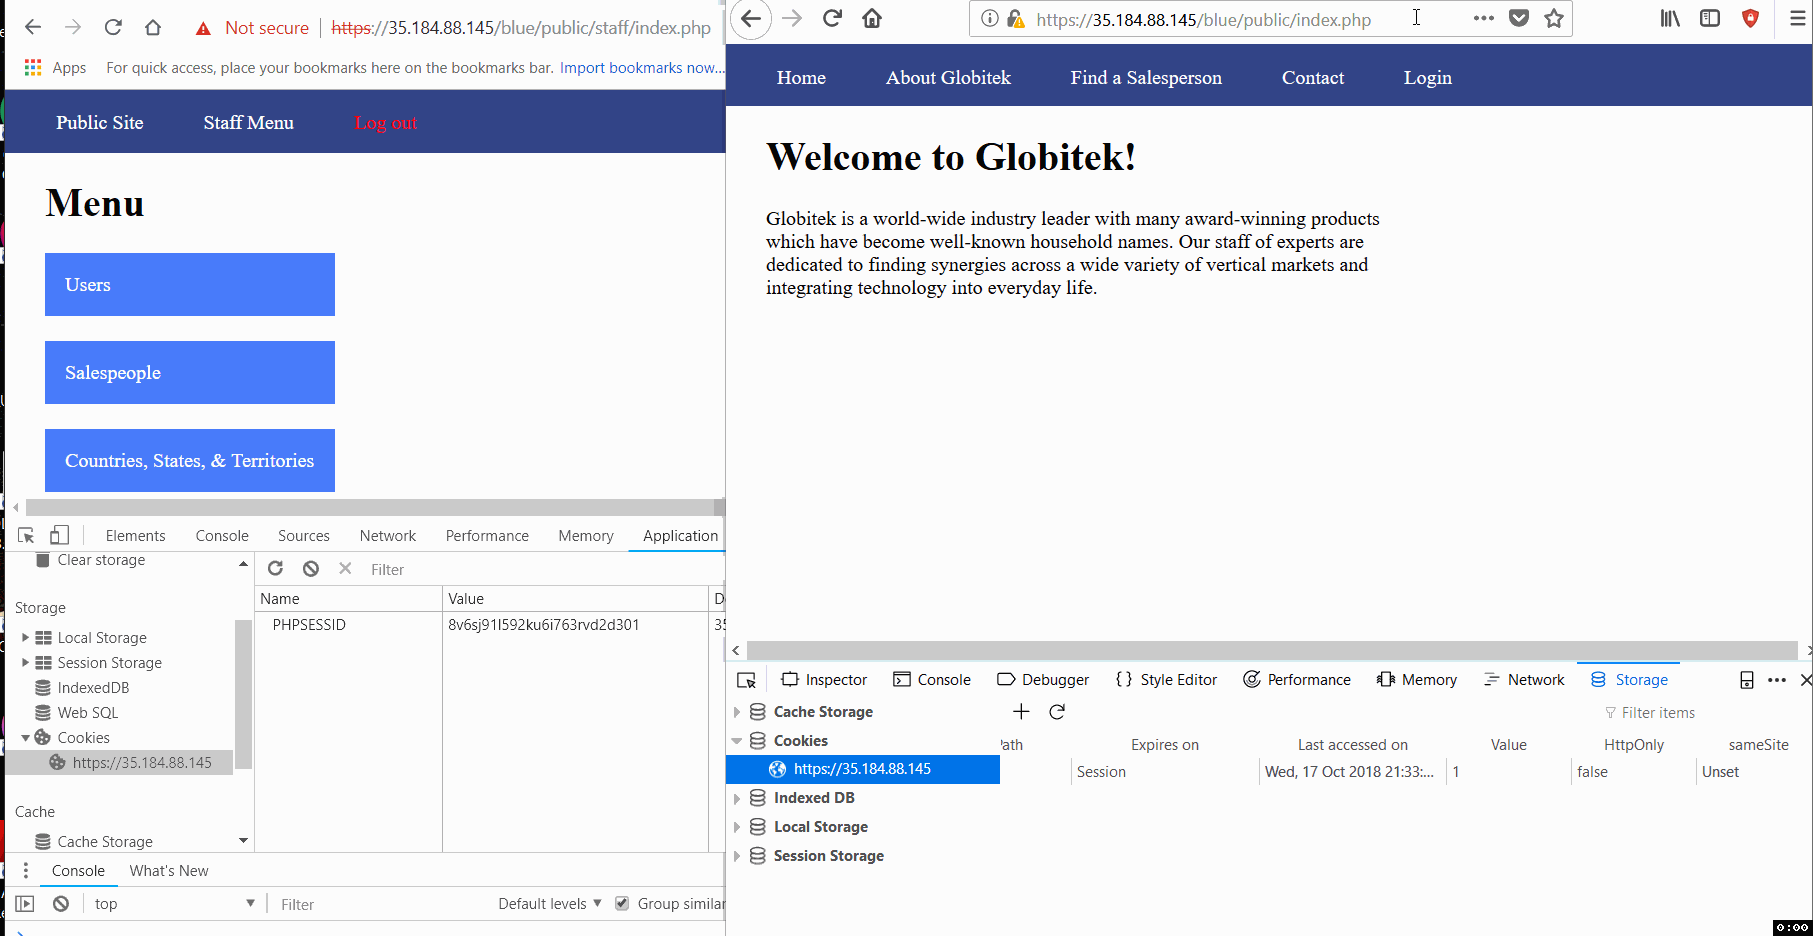 Not secure | https://35.184.88.145/blue/public/staff/index.php
Apps For quick access, place your bookmarks here on the bookmarks bar. Import bookmarks now...
Public Site Staff Menu Log out
Menu
Users
Salespeople
Countries, States, & Territories
Elements Console Sources Network Performance Memory Application
Clear storage
Storage
Local Storage
Session Storage
IndexedDB
Web SQL
Cookies
https://35.184.88.145
Cache
Cache Storage
Filter
Name Value D
PHPSESSID 8v6sj91l592ku6i763rvd2d301 35
Console What's New
top Filter Default levels ▼ Group similar
https://35.184.88.145/blue/public/index.php
Home About Globitek Find a Salesperson Contact Login
Welcome to Globitek!
Globitek is a world-wide industry leader with many award-winning products
which have become well-known household names. Our staff of experts are
dedicated to finding synergies across a wide variety of vertical markets and
integrating technology into everyday life.
Inspector Console Debugger {} Style Editor Performance Memory Network Storage
Cache Storage
Cookies
https://35.184.88.145
Indexed DB
Local Storage
Session Storage
Filter items
Path Expires on Last accessed on Value HttpOnly sameSite
Session Wed, 17 Oct 2018 21:33:... 1 false Unset
0:00